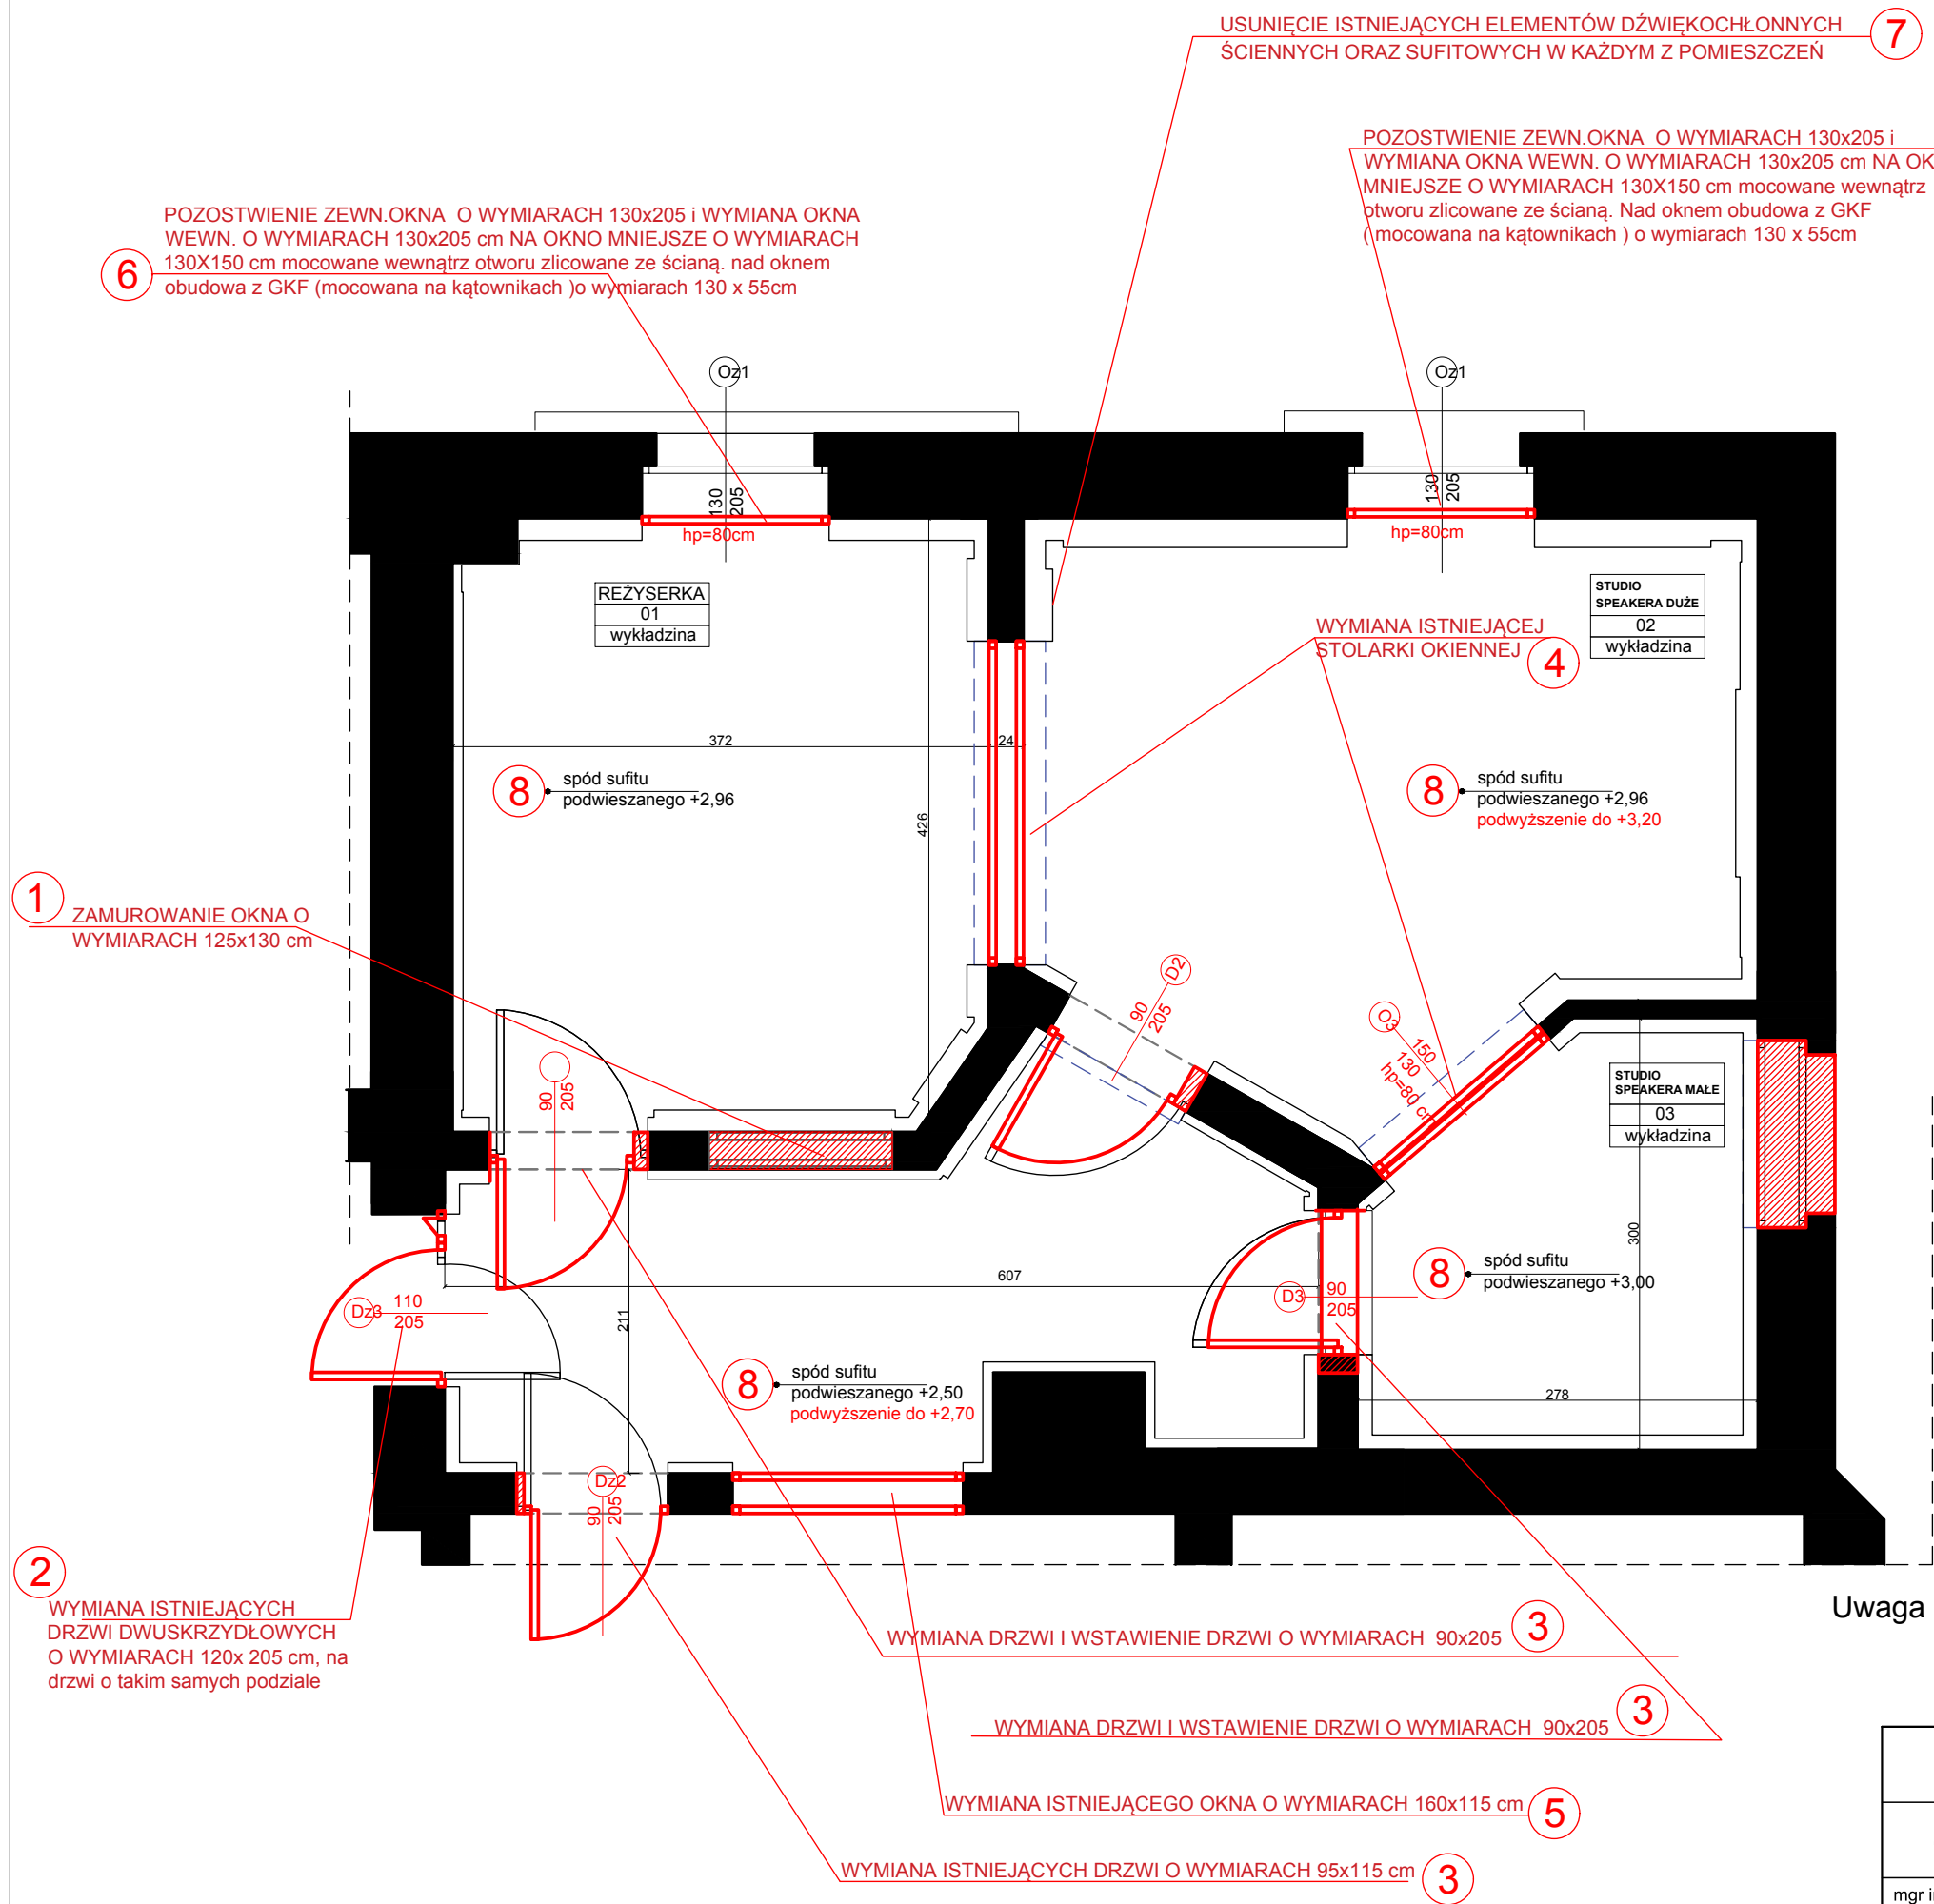 USUNIĘCIE ISTNIEJĄCYCH ELEMENTÓW DŹWIĘKOCHŁONNYCH
ŚCIENNYCH ORAZ SUFITOWYCH W KAŻDYM Z POMIESZCZEŃ
7
POZOSTWIENIE ZEWN.OKNA O WYMIARACH 130x205 i
WYMIANA OKNA WEWN. O WYMIARACH 130x205 cm NA OK
MNIEJSZE O WYMIARACH 130X150 cm mocowane wewnątrz
otworu zlicowane ze ścianą. Nad oknem obudowa z GKF
( mocowana na kątownikach ) o wymiarach 130 x 55cm
POZOSTWIENIE ZEWN.OKNA O WYMIARACH 130x205 i WYMIANA OKNA
WEWN. O WYMIARACH 130x205 cm NA OKNO MNIEJSZE O WYMIARACH
130X150 cm mocowane wewnątrz otworu zlicowane ze ścianą. nad oknem
obudowa z GKF (mocowana na kątownikach )o wymiarach 130 x 55cm
6
Oz1
Oz1
130
205
hp=80cm
130
205
hp=80cm
REŻYSERKA
01
wykładzina
STUDIO
SPEAKERA DUŻE
02
wykładzina
WYMIANA ISTNIEJĄCEJ
STOLARKI OKIENNEJ
4
372
24
426
8
spód sufitu
podwieszanego +2,96
8
spód sufitu
podwieszanego +2,96
podwyższenie do +3,20
1
ZAMUROWANIE OKNA O
WYMIARACH 125x130 cm
D2
90
205
O3
150
130
hp=80 cm
90
205
STUDIO
SPEAKERA MAŁE
03
wykładzina
300
8
spód sufitu
podwieszanego +3,00
607
211
Dz3
110
205
D3
90
205
8
spód sufitu
podwieszanego +2,50
podwyższenie do +2,70
278
Dz2
90
205
2
WYMIANA ISTNIEJĄCYCH
DRZWI DWUSKRZYDŁOWYCH
O WYMIARACH 120x 205 cm, na
drzwi o takim samych podziale
Uwaga
WYMIANA DRZWI I WSTAWIENIE DRZWI O WYMIARACH 90x205
3
WYMIANA DRZWI I WSTAWIENIE DRZWI O WYMIARACH 90x205
3
WYMIANA ISTNIEJĄCEGO OKNA O WYMIARACH 160x115 cm
5
WYMIANA ISTNIEJĄCYCH DRZWI O WYMIARACH 95x115 cm
3